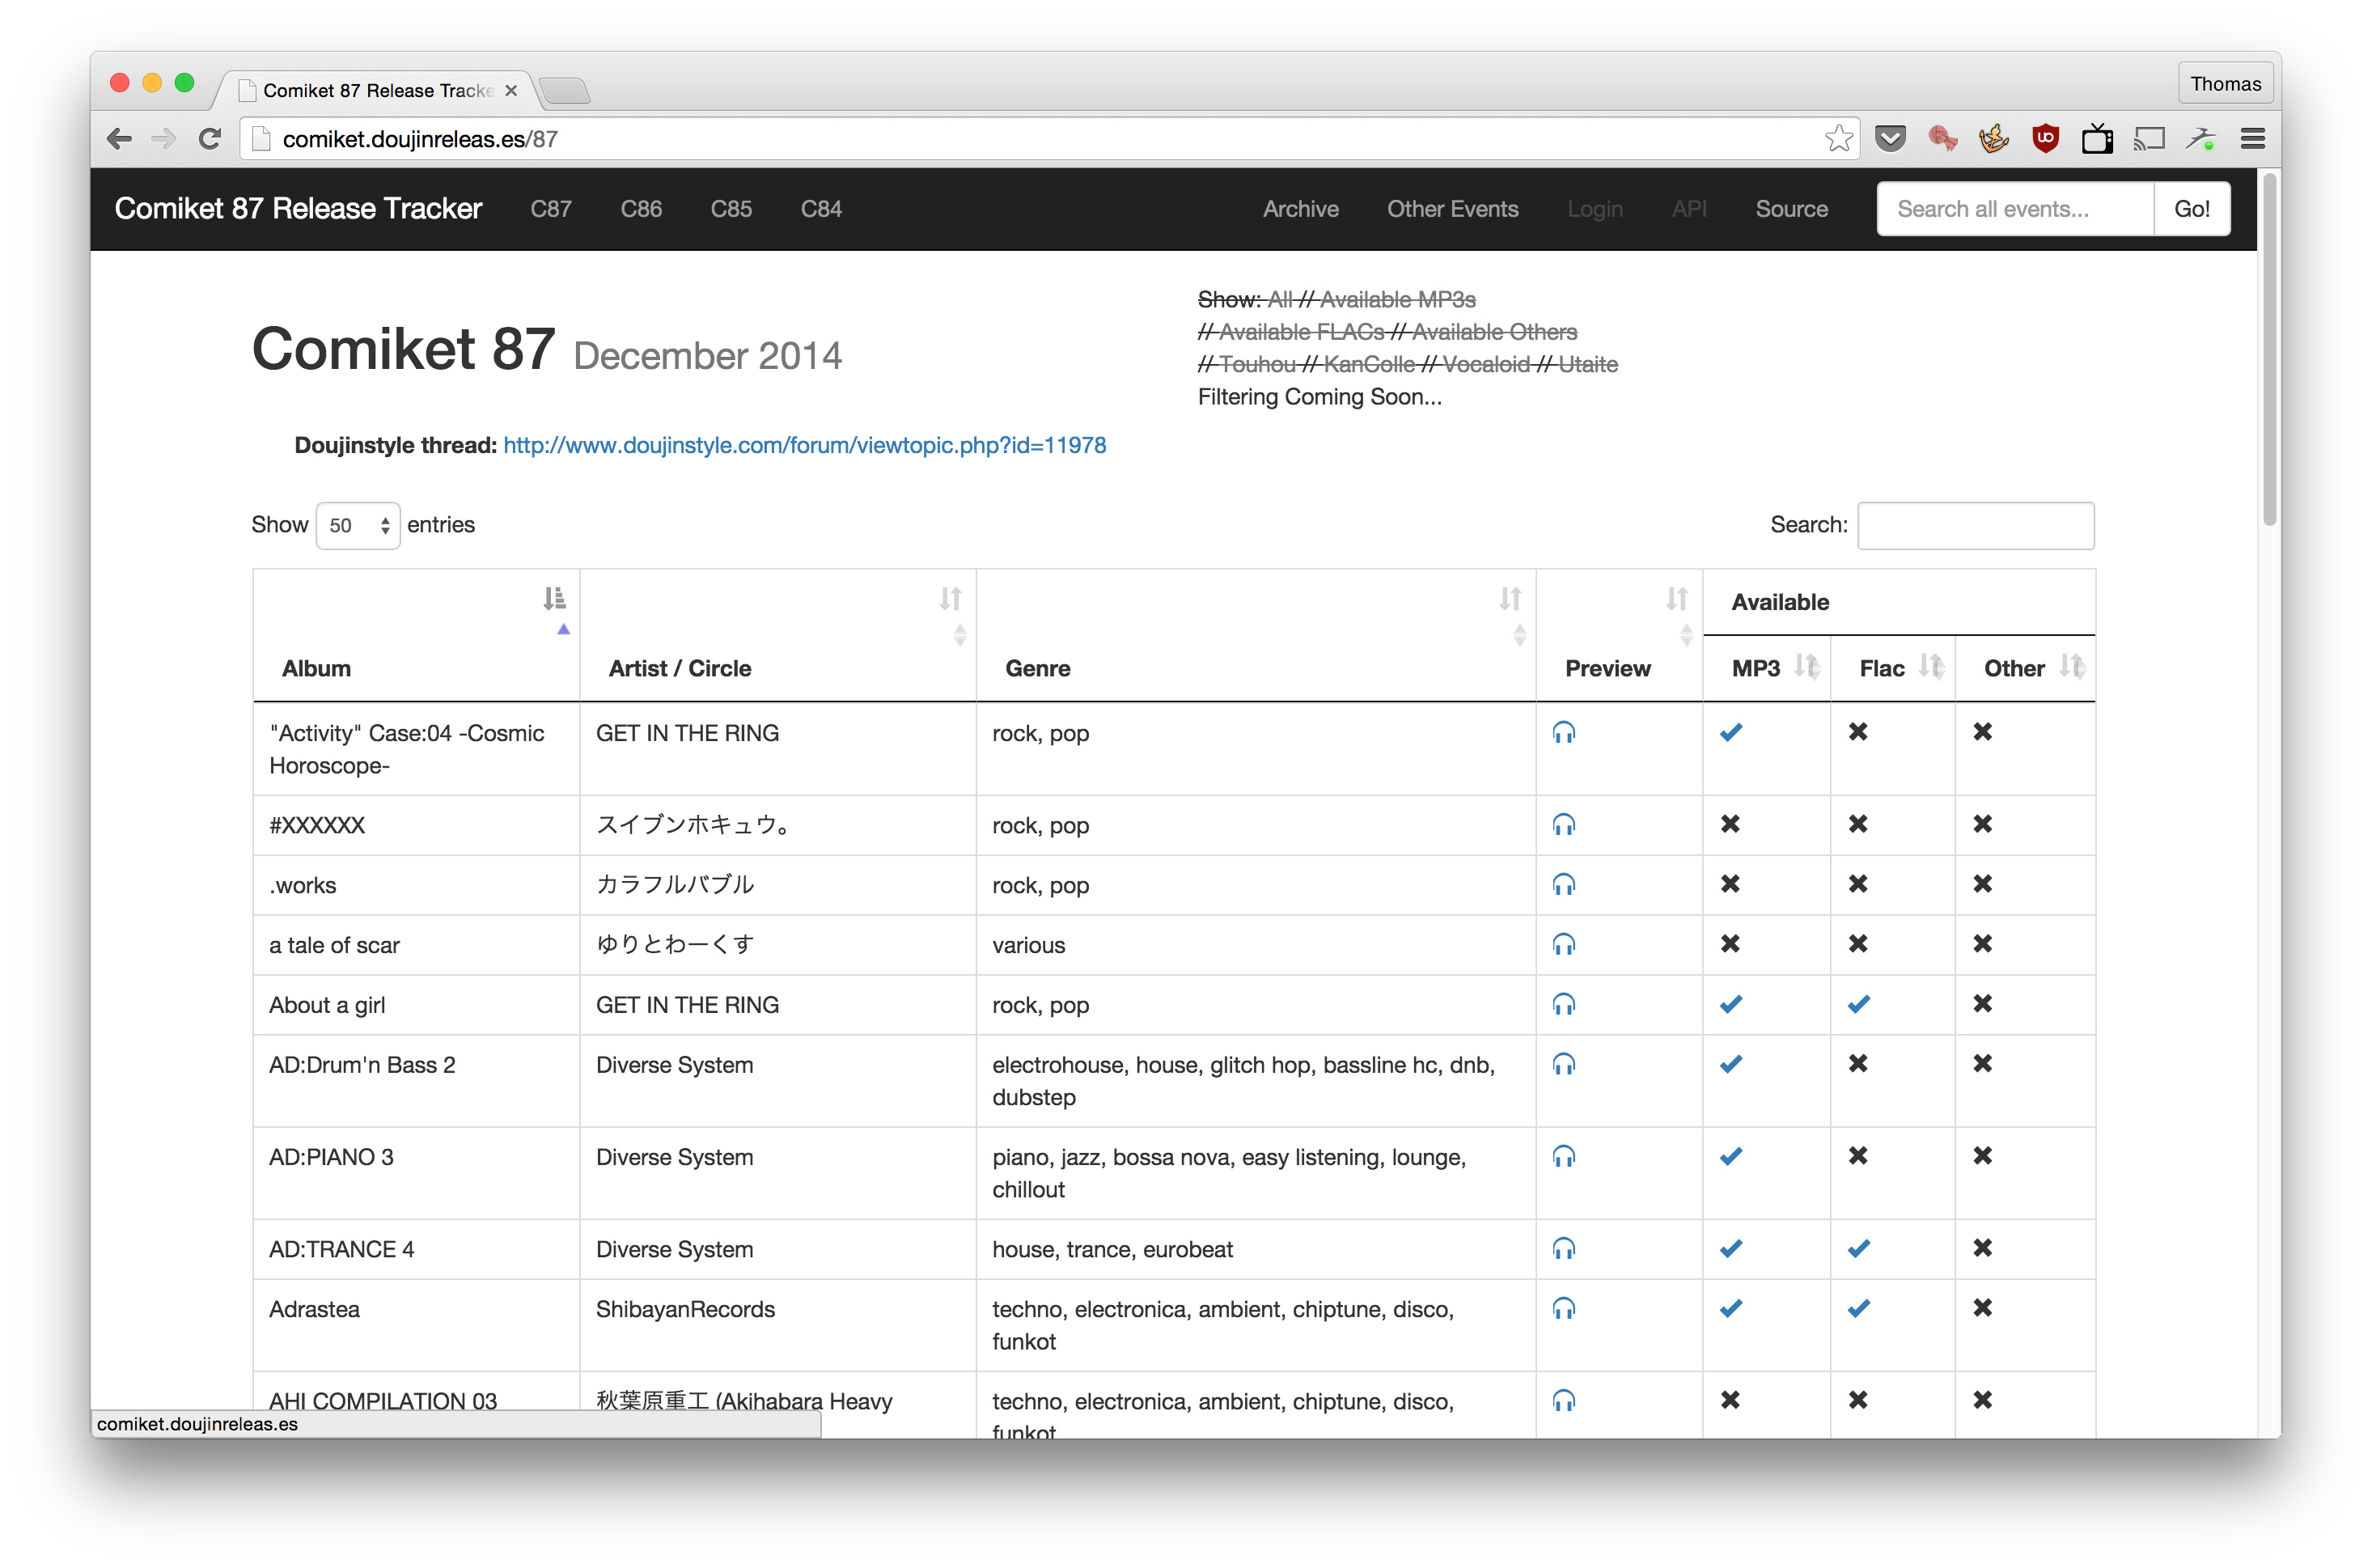 Comiket 87 Release Tracke
Thomas
comiket.doujinreleas.es/87
Comiket 87 Release Tracker C87 C86 C85 C84 Archive Other Events Login API Source Search all events... Go!
Show: All // Available MP3s
// Available FLACs // Available Others
// Touhou // KanColle // Vocaloid // Utaite
Filtering Coming Soon...
Comiket 87 December 2014
Doujinstyle thread: http://www.doujinstyle.com/forum/viewtopic.php?id=11978
Show 50 entries
Search:
Available
Album Artist / Circle Genre Preview MP3 Flac Other
"Activity" Case:04 -Cosmic
Horoscope-
GET IN THE RING
rock, pop
#XXXXXX
スイブンホキュウ。
rock, pop
.works
カラフルバブル
rock, pop
a tale of scar
ゆりとわーくす
various
About a girl
GET IN THE RING
rock, pop
AD:Drum'n Bass 2
Diverse System
electrohouse, house, glitch hop, bassline hc, dnb,
dubstep
AD:PIANO 3
Diverse System
piano, jazz, bossa nova, easy listening, lounge,
chillout
AD:TRANCE 4
Diverse System
house, trance, eurobeat
Adrastea
ShibayanRecords
techno, electronica, ambient, chiptune, disco,
funkot
AHI COMPILATION 03
秋葉原重工 (Akihabara Heavy
techno, electronica, ambient, chiptune, disco,
funkot
comiket.doujinreleas.es